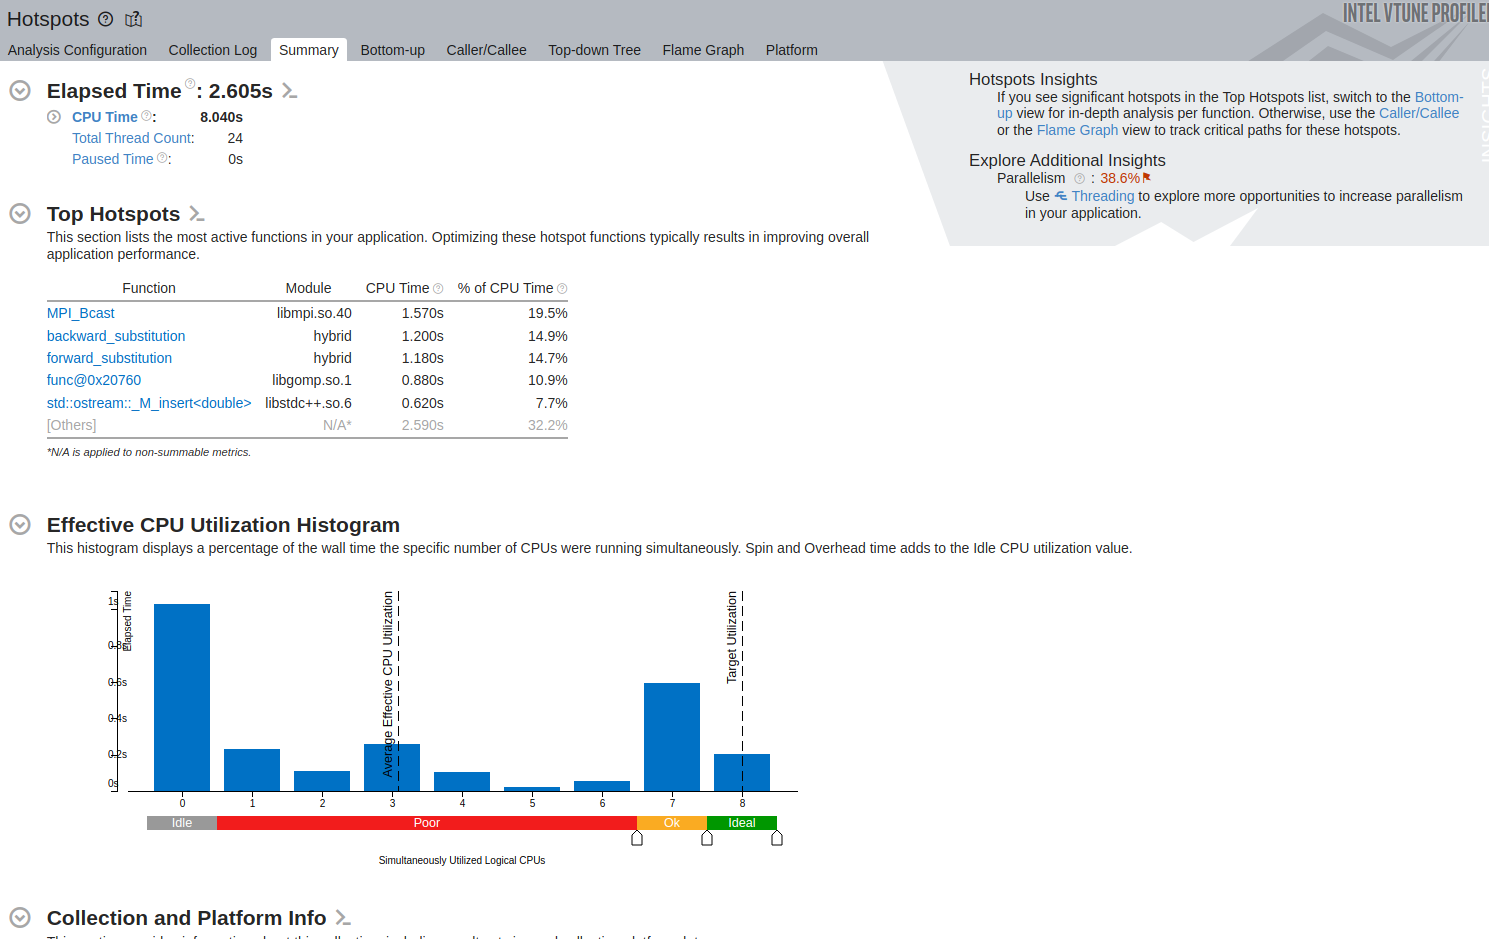 Hotspots
INTEL VTUNE PROFILER
Analysis Configuration Collection Log Summary Bottom-up Caller/Callee Top-down Tree Flame Graph Platform
Elapsed Time : 2.605s
CPU Time : 8.040s
Total Thread Count: 24
Paused Time : 0s
Hotspots Insights
If you see significant hotspots in the Top Hotspots list, switch to the Bottom-
up view for in-depth analysis per function. Otherwise, use the Caller/Callee
or the Flame Graph view to track critical paths for these hotspots.
Explore Additional Insights
Parallelism : 38.6%
Use Threading to explore more opportunities to increase parallelism
in your application.
INSIGHTS
Top Hotspots
This section lists the most active functions in your application. Optimizing these hotspot functions typically results in improving overall
application performance.
Function Module CPU Time % of CPU Time
MPI_Bcast libmpi.so.40 1.570s 19.5%
backward_substitution hybrid 1.200s 14.9%
forward_substitution hybrid 1.180s 14.7%
func@0x20760 libgomp.so.1 0.880s 10.9%
std::ostream::_M_insert<double> libstdc++.so.6 0.620s 7.7%
[Others] N/A* 2.590s 32.2%
*N/A is applied to non-summable metrics.
Effective CPU Utilization Histogram
This histogram displays a percentage of the wall time the specific number of CPUs were running simultaneously. Spin and Overhead time adds to the Idle CPU utilization value.
Elapsed Time
1s
0.8s
0.6s
0.4s
0.2s
0s
Average Effective CPU Utilization
Target Utilization
0 1 2 3 4 5 6 7 8
Idle Poor Ok Ideal
Simultaneously Utilized Logical CPUs
Collection and Platform Info